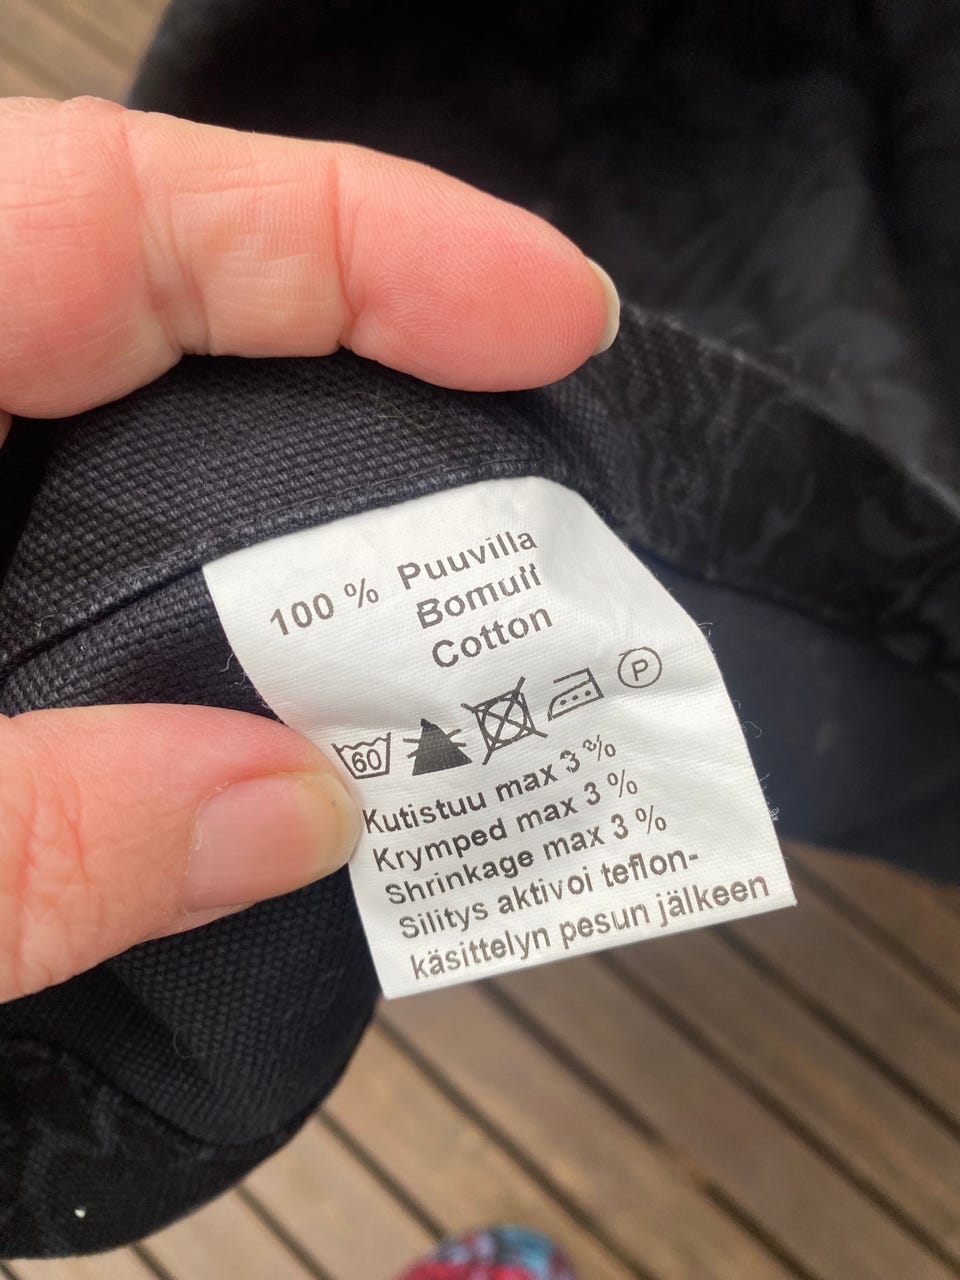 100 % Puuvilla
Bomull
Cotton
60 P
Kutistuu max 3 %
Krymped max 3 %
Shrinkage max 3 %
Silitys aktivoi teflon-
käsittelyn pesun jälkeen